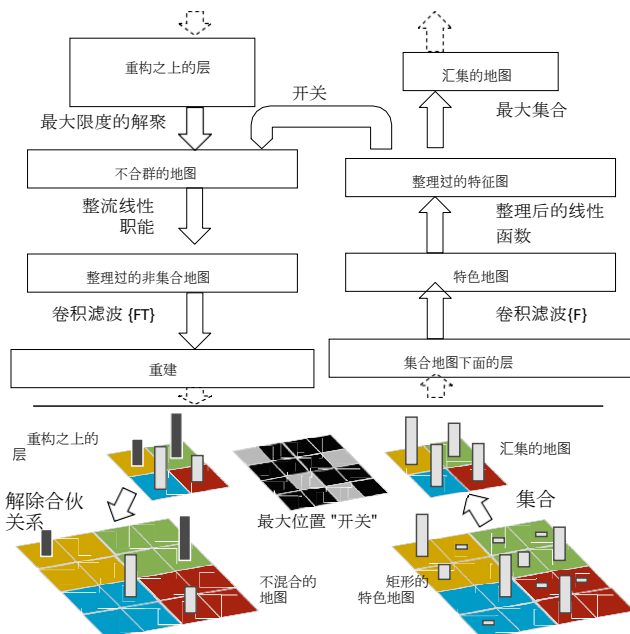 重构之上的层
汇集的地图
开关
最大限度的解聚
最大集合
不合群的地图
整理过的特征图
整流线性
职能
整理后的线性
函数
整理过的非集合地图
特色地图
卷积滤波 {FT}
卷积滤波{F}
重建
集合地图下面的层
重构之上的
层
汇集的地图
解除合伙
关系
最大位置 "开关"
集合
不混合的
地图
矩形的
特色地图